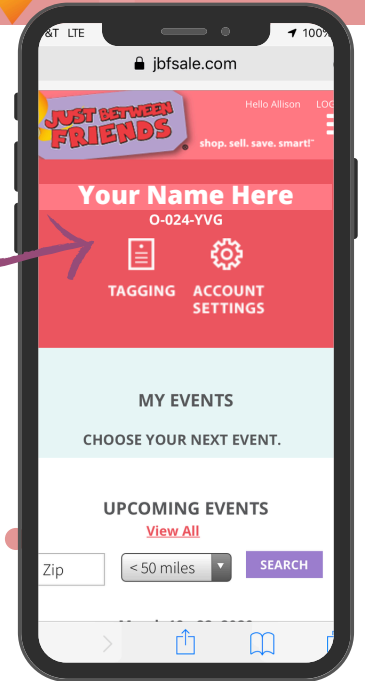 &T LTE 100%
jbfsale.com
Hello Allison LOG
JUST BETWEEN
FRIENDS
shop. sell. save. smart!™
Your Name Here
O-024-YVG
TAGGING ACCOUNT
SETTINGS
MY EVENTS
CHOOSE YOUR NEXT EVENT.
UPCOMING EVENTS
View All
Zip < 50 miles SEARCH